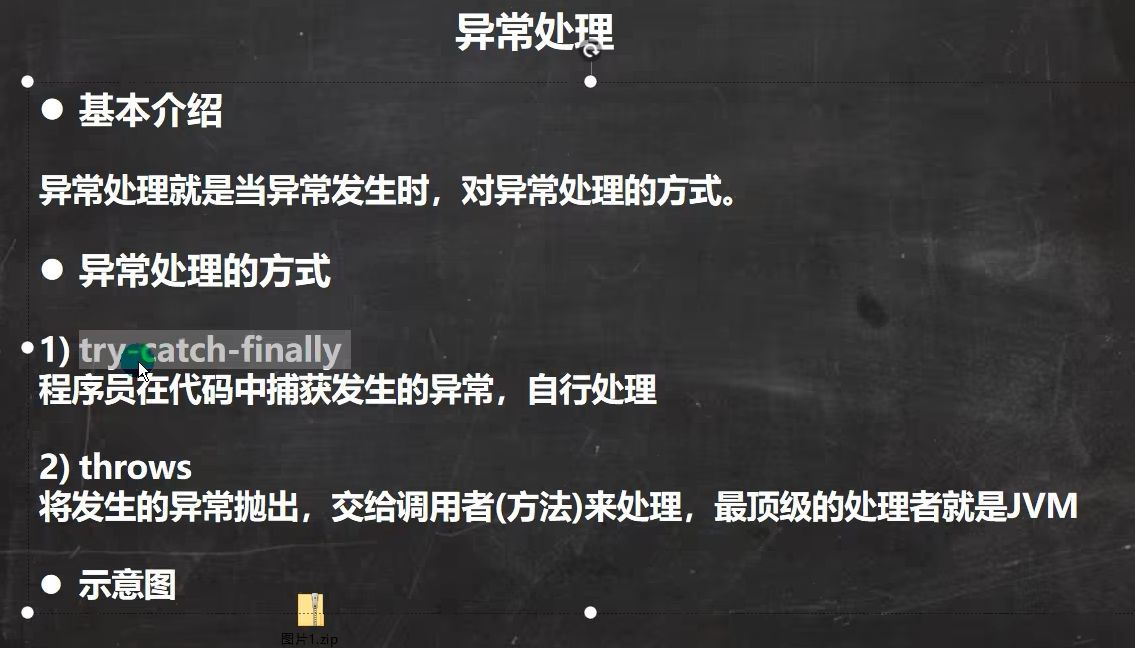 异常处理
● 基本介绍
异常处理就是当异常发生时，对异常处理的方式。
● 异常处理的方式
1) try-catch-finally
程序员在代码中捕获发生的异常，自行处理
2) throws
将发生的异常抛出，交给调用者(方法)来处理，最顶级的处理者就是JVM
● 示意图
图片1.zip